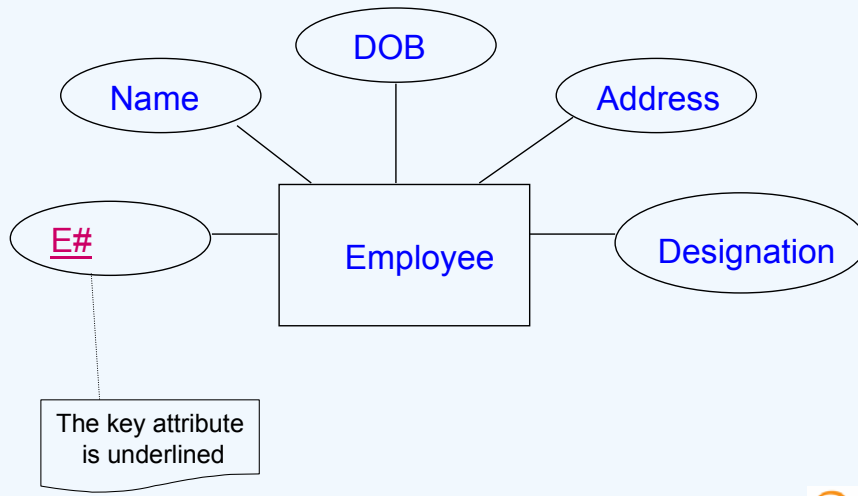 DOB
Name
Address
E#
Employee
Designation
The key attribute
is underlined